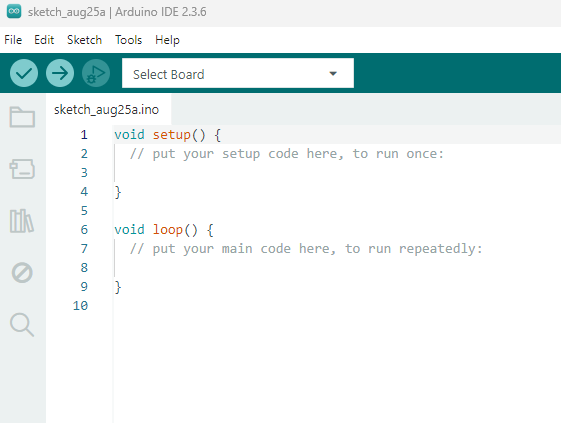 sketch_aug25a | Arduino IDE 2.3.6
File Edit Sketch Tools Help
Select Board
sketch_aug25a.ino
1 void setup() {
2 // put your setup code here, to run once:
3
4 }
5
6 void loop() {
7 // put your main code here, to run repeatedly:
8
9 }
10